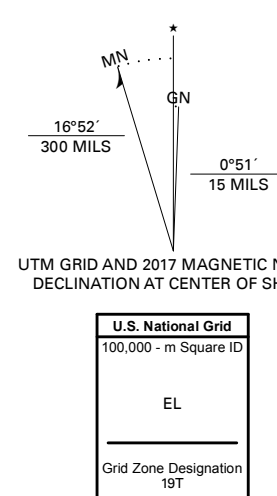 ★
MN
GN
16°52´
300 MILS
0°51´
15 MILS
UTM GRID AND 2017 MAGNETIC
DECLINATION AT CENTER OF
U.S. National Grid
100,000 - m Square ID
EL
Grid Zone Designation
19T